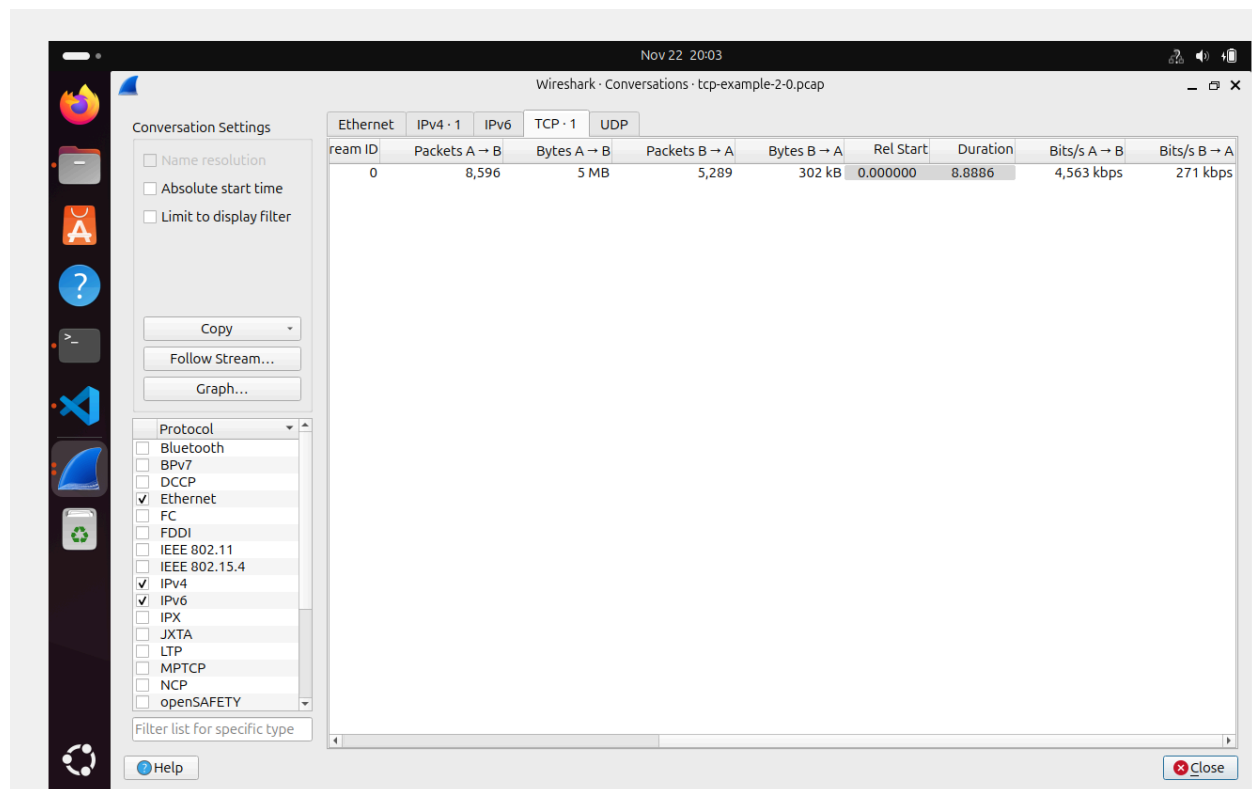 Nov 22 20:03
Wireshark · Conversations · tcp-example-2-0.pcap
Conversation Settings
Name resolution
Absolute start time
Limit to display filter
Copy
Follow Stream…
Graph…
Protocol
Bluetooth
BPv7
DCCP
Ethernet
FC
FDDI
IEEE 802.11
IEEE 802.15.4
IPv4
IPv6
IPX
JXTA
LTP
MPTCP
NCP
openSAFETY
Filter list for specific type
Help
Ethernet IPv4 · 1 IPv6 TCP · 1 UDP
ream ID Packets A → B Bytes A → B Packets B → A Bytes B → A Rel Start Duration Bits/s A → B Bits/s B → A
0 8,596 5 MB 5,289 302 kB 0.000000 8.8886 4,563 kbps 271 kbps
Close